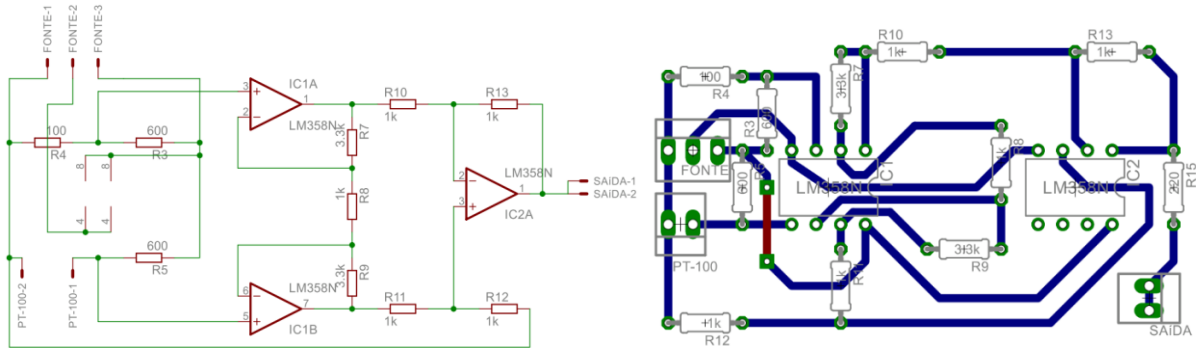 FONTE-1
FONTE-2
FONTE-3
100
R4
600
R3
8
8
4
4
600
R5
PT-100-2
PT-100-1
3
2
1
IC1A
LM358N
3.3k
R7
1k
R8
3.3k
R9
6
5
7
LM358N
IC1B
R10
1k
R13
1k
R11
1k
R12
1k
LM358N
2
3
1
IC2A
SAíDA-1
SAíDA-2
R10
1k
R13
1k
100
R4
3.3k
R7
R3
600
FONTE
600
LM358N
IC1
R8
1k
LM358N
IC2
220
R15
PT-100
3.3k
R9
1k
R12
SAíDA